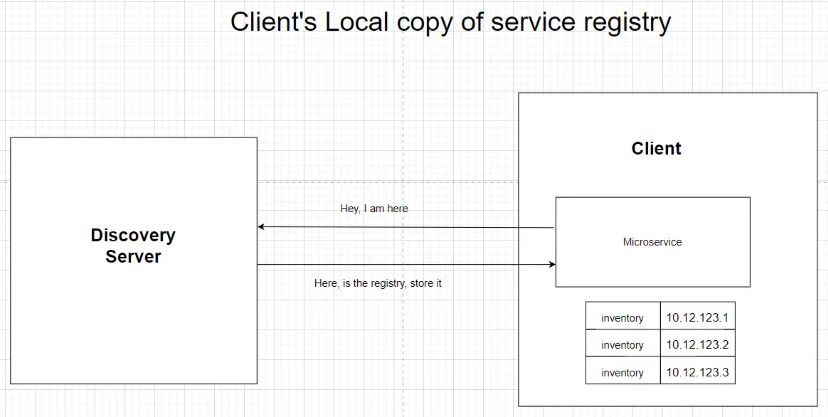 Client's Local copy of service registry
Client
Discovery
Server
Hey, I am here
Microservice
Here, is the registry, store it
inventory 10.12.123.1
inventory 10.12.123.2
inventory 10.12.123.3